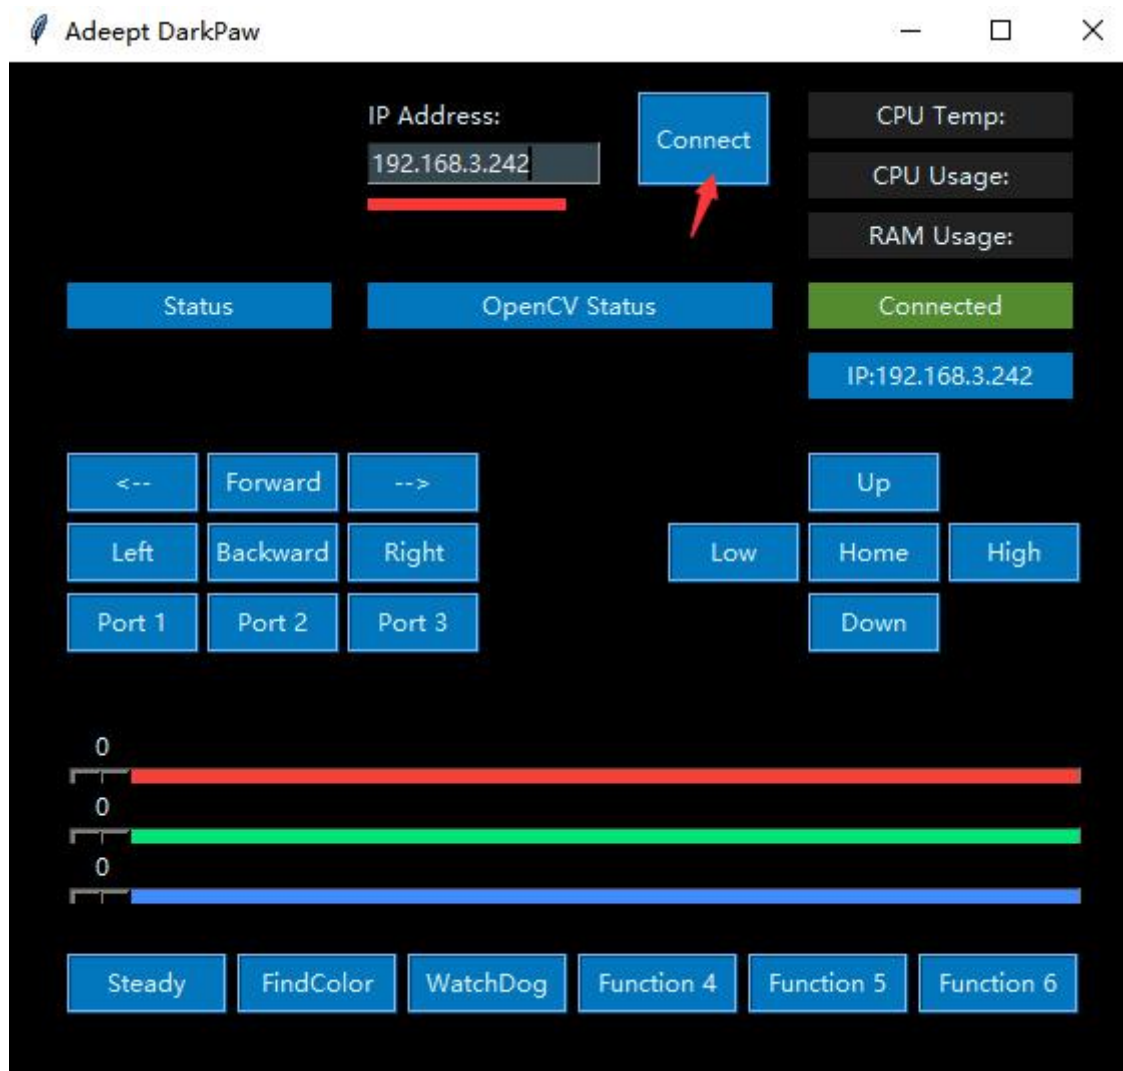 Adeept DarkPaw
IP Address:
192.168.3.242
Connect
CPU Temp:
CPU Usage:
RAM Usage:
Status
OpenCV Status
Connected
IP:192.168.3.242
<-- Forward -->
Left Backward Right
Port 1 Port 2 Port 3
Up
Low Home High
Down
0
0
0
Steady FindColor WatchDog Function 4 Function 5 Function 6